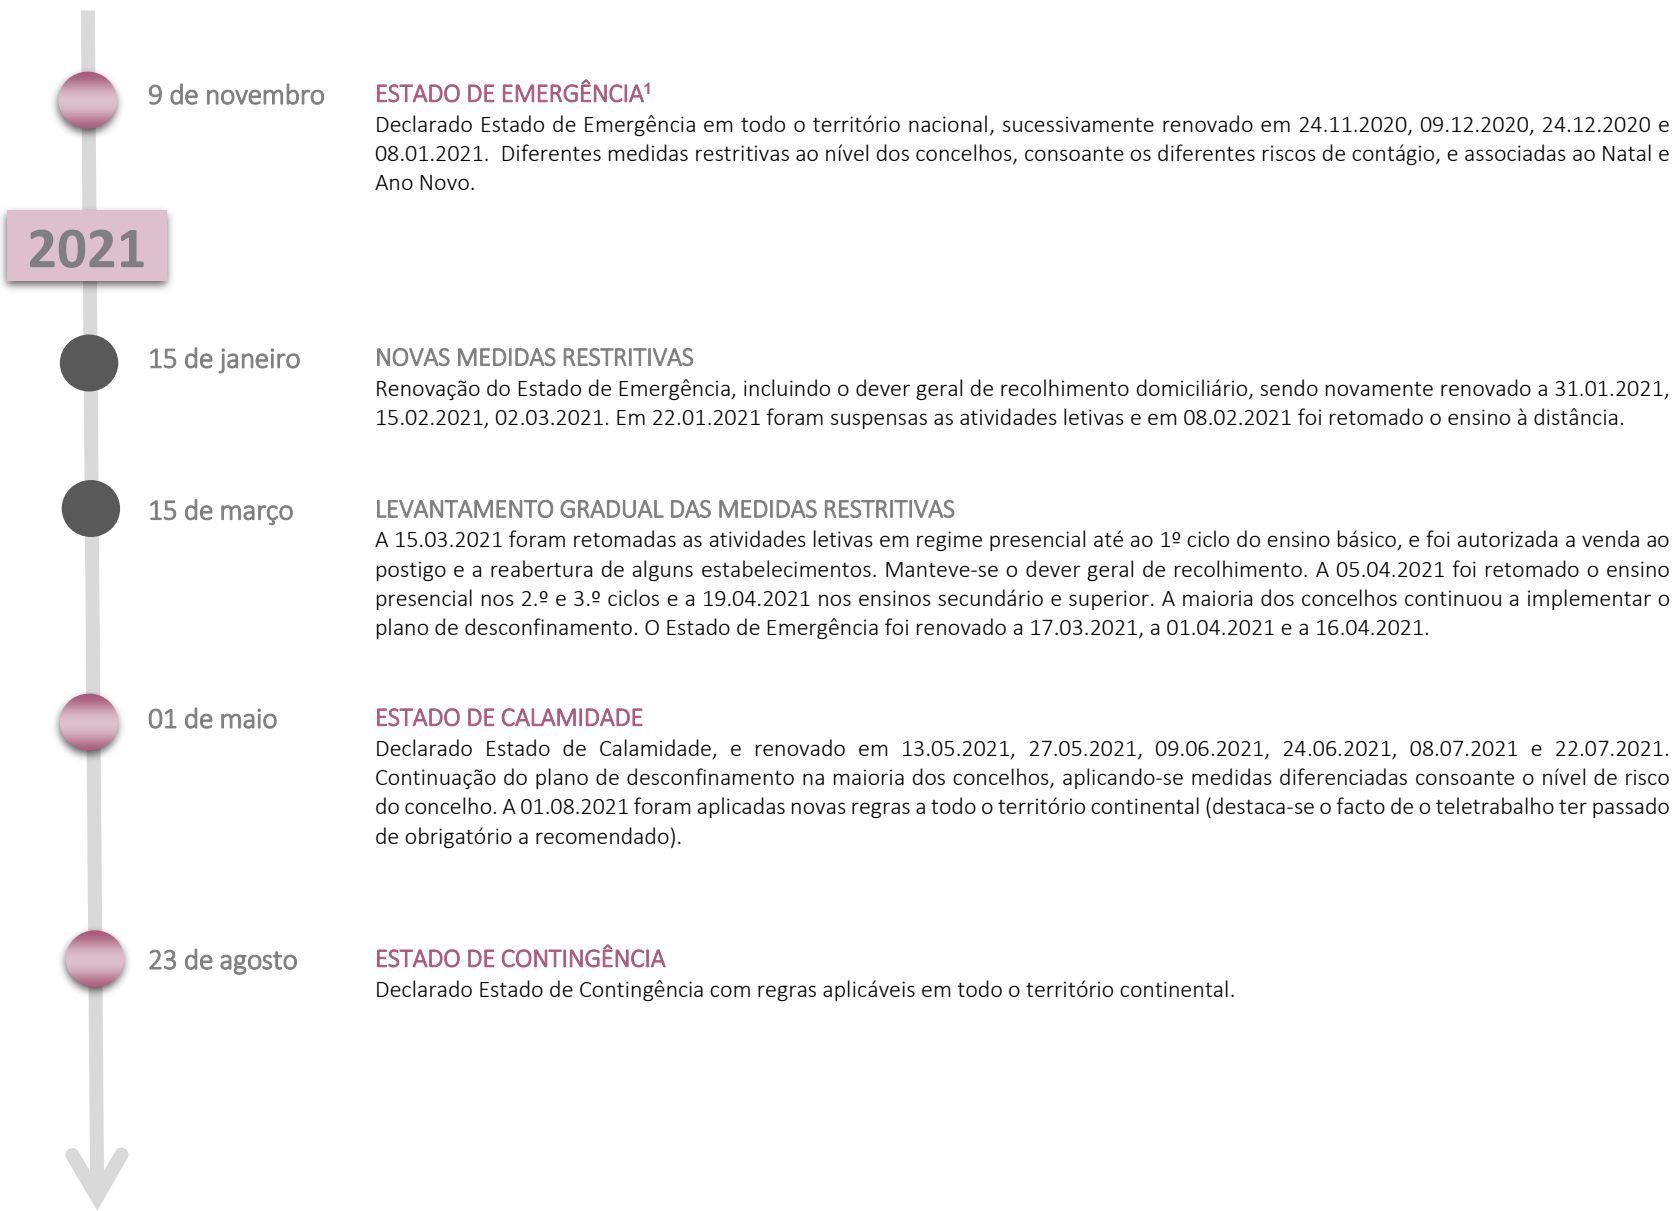 9 de novembro
ESTADO DE EMERGÊNCIA¹
Declarado Estado de Emergência em todo o território nacional, sucessivamente renovado em 24.11.2020, 09.12.2020, 24.12.2020 e
08.01.2021. Diferentes medidas restritivas ao nível dos concelhos, consoante os diferentes riscos de contágio, e associadas ao Natal e
Ano Novo.
2021
15 de janeiro
NOVAS MEDIDAS RESTRITIVAS
Renovação do Estado de Emergência, incluindo o dever geral de recolhimento domiciliário, sendo novamente renovado a 31.01.2021,
15.02.2021, 02.03.2021. Em 22.01.2021 foram suspensas as atividades letivas e em 08.02.2021 foi retomado o ensino à distância.
15 de março
LEVANTAMENTO GRADUAL DAS MEDIDAS RESTRITIVAS
A 15.03.2021 foram retomadas as atividades letivas em regime presencial até ao 1º ciclo do ensino básico, e foi autorizada a venda ao
postigo e a reabertura de alguns estabelecimentos. Manteve-se o dever geral de recolhimento. A 05.04.2021 foi retomado o ensino
presencial nos 2.º e 3.º ciclos e a 19.04.2021 nos ensinos secundário e superior. A maioria dos concelhos continuou a implementar o
plano de desconfinamento. O Estado de Emergência foi renovado a 17.03.2021, a 01.04.2021 e a 16.04.2021.
01 de maio
ESTADO DE CALAMIDADE
Declarado Estado de Calamidade, e renovado em 13.05.2021, 27.05.2021, 09.06.2021, 24.06.2021, 08.07.2021 e 22.07.2021.
Continuação do plano de desconfinamento na maioria dos concelhos, aplicando-se medidas diferenciadas consoante o nível de risco
do concelho. A 01.08.2021 foram aplicadas novas regras a todo o território continental (destaca-se o facto de o teletrabalho ter passado
de obrigatório a recomendado).
23 de agosto
ESTADO DE CONTINGÊNCIA
Declarado Estado de Contingência com regras aplicáveis em todo o território continental.